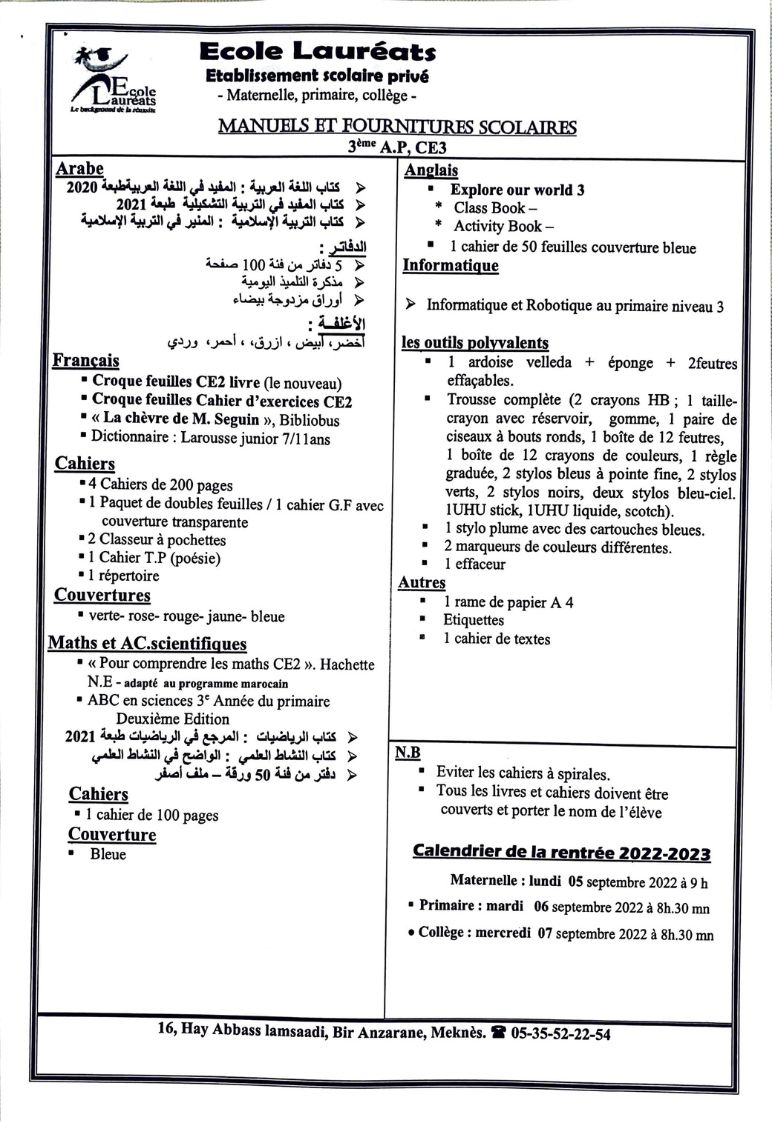 Ecole Lauréats
Etablissement scolaire privé
- Maternelle, primaire, collège -
Ecole
Lauréats
Le background de la réussite
MANUELS ET FOURNITURES SCOLAIRES
3ème A.P, CE3
Arabe
➢ كتاب اللغة العربية : المفيد في اللغة العربيةطبعة 2020
➢ كتاب المفيد في التربية التشكيلية طبعة 2021
➢ كتاب التربية الإسلامية : المنير في التربية الإسلامية
الدفاتر :
➢ 5 دفاتر من فئة 100 صفحة
➢ مذكرة التلميذ اليومية
➢ أوراق مزدوجة بيضاء
الأغلفة :
أخضر، أبيض ، ازرق، ، أحمر، وردي
Français
▪ Croque feuilles CE2 livre (le nouveau)
▪ Croque feuilles Cahier d'exercices CE2
▪ « La chèvre de M. Seguin », Bibliobus
▪ Dictionnaire : Larousse junior 7/11ans
Cahiers
▪ 4 Cahiers de 200 pages
▪ 1 Paquet de doubles feuilles / 1 cahier G.F avec
couverture transparente
▪ 2 Classeur à pochettes
▪ 1 Cahier T.P (poésie)
▪ 1 répertoire
Couvertures
▪ verte- rose- rouge- jaune- bleue
Maths et AC.scientifiques
▪ « Pour comprendre les maths CE2 ». Hachette
N.E - adapté au programme marocain
▪ ABC en sciences 3e Année du primaire
Deuxième Edition
➢ كتاب الرياضيات : المرجع في الرياضيات طبعة 2021
➢ كتاب النشاط العلمي : الواضح في النشاط العلمي
➢ دفتر من فئة 50 ورقة – ملف أصفر
Cahiers
▪ 1 cahier de 100 pages
Couverture
▪ Bleue
Anglais
▪ Explore our world 3
* Class Book –
* Activity Book –
▪ 1 cahier de 50 feuilles couverture bleue
Informatique
➢ Informatique et Robotique au primaire niveau 3
les outils polyvalents
▪ 1 ardoise velleda + éponge + 2feutres
effaçables.
▪ Trousse complète (2 crayons HB ; 1 taille-
crayon avec réservoir, gomme, 1 paire de
ciseaux à bouts ronds, 1 boîte de 12 feutres,
1 boîte de 12 crayons de couleurs, 1 règle
graduée, 2 stylos bleus à pointe fine, 2 stylos
verts, 2 stylos noirs, deux stylos bleu-ciel.
1UHU stick, 1UHU liquide, scotch).
▪ 1 stylo plume avec des cartouches bleues.
▪ 2 marqueurs de couleurs différentes.
▪ 1 effaceur
Autres
▪ 1 rame de papier A 4
▪ Etiquettes
▪ 1 cahier de textes
N.B
▪ Eviter les cahiers à spirales.
▪ Tous les livres et cahiers doivent être
couverts et porter le nom de l'élève
Calendrier de la rentrée 2022-2023
Maternelle : lundi 05 septembre 2022 à 9 h
▪ Primaire : mardi 06 septembre 2022 à 8h.30 mn
• Collège : mercredi 07 septembre 2022 à 8h.30 mn
16, Hay Abbass lamsaadi, Bir Anzarane, Meknès. ☎ 05-35-52-22-54